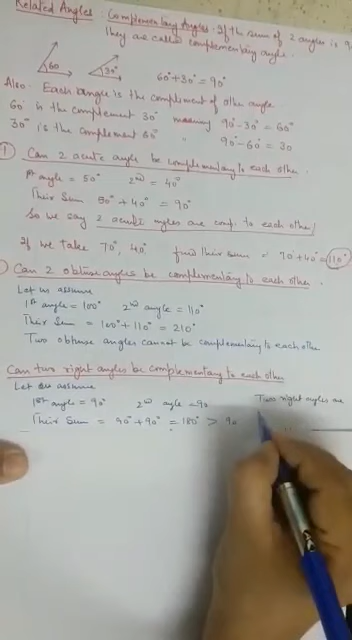 Related Angles : Complementary Angles - If the sum of 2 angles is 9
They are called complementary angle.
60° 30° 60°+30° = 90°
Also Each angle is the complement of other angle
60° is the complement 30° meaning 90°-30° = 60°
30° is the complement 60° " 90°-60° = 30
① Can 2 acute angle be complementary to each other.
1st angle = 50° 2nd = 40°
Their Sum 50°+40° = 90°
So we say 2 acute angles are comp. to each other
If we take 70°, 40° find their sum = 70+40 = 110°
Can 2 obtuse angles be complementary to each other.
Let us assume
1st angle = 100° 2nd angle = 110°
Their Sum = 100°+110° = 210°
Two obtuse angles cannot be complementary to each othe
Can two right angles be complementary to each other
Let us assume
1st angle = 90° 2nd angle = 90 Two right angles are
Their Sum = 90°+90° = 180° > 90